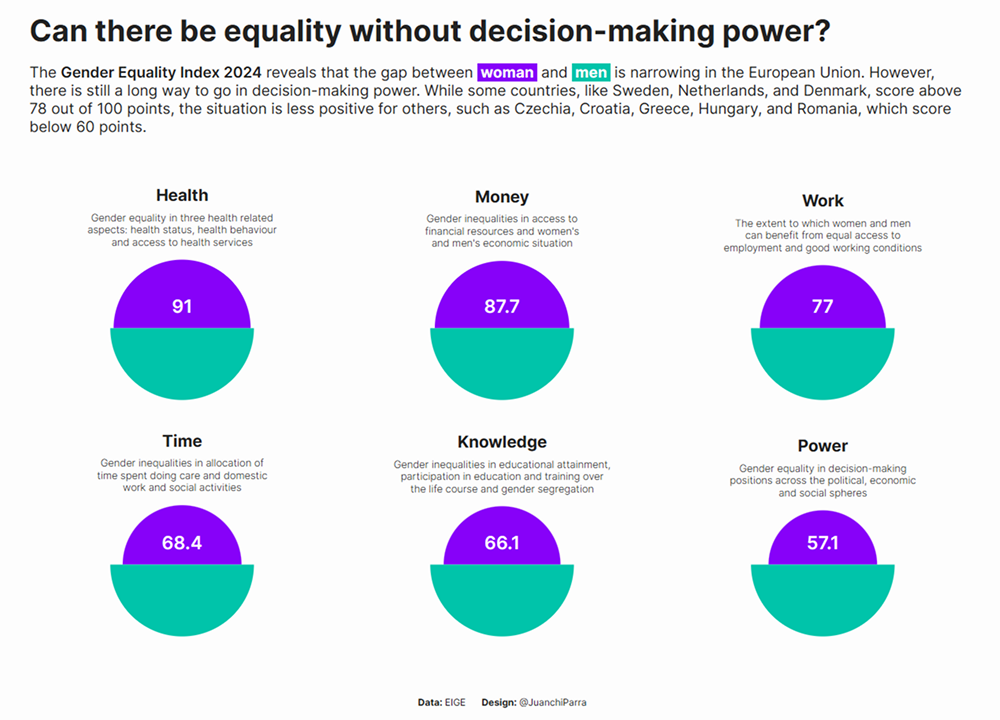 Can there be equality without decision-making power?
The Gender Equality Index 2024 reveals that the gap between woman and men is narrowing in the European Union. However,
there is still a long way to go in decision-making power. While some countries, like Sweden, Netherlands, and Denmark, score above
78 out of 100 points, the situation is less positive for others, such as Czechia, Croatia, Greece, Hungary, and Romania, which score
below 60 points.
Health
Gender equality in three health related
aspects: health status, health behaviour
and access to health services
91
Money
Gender inequalities in access to
financial resources and women's
and men's economic situation
87.7
Work
The extent to which women and men
can benefit from equal access to
employment and good working conditions
77
Time
Gender inequalities in allocation of
time spent doing care and domestic
work and social activities
68.4
Knowledge
Gender inequalities in educational attainment,
participation in education and training over
the life course and gender segregation
66.1
Power
Gender equality in decision-making
positions across the political, economic
and social spheres
57.1
Data: EIGE Design: @JuanchiParra